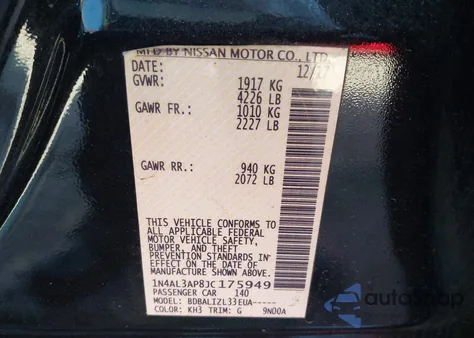 MFD BY NISSAN MOTOR CO., LTD.
DATE: 12/17
GVWR: 1917 KG
4226 LB
GAWR FR.: 1010 KG
2227 LB
GAWR RR.: 940 KG
2072 LB
THIS VEHICLE CONFORMS TO
ALL APPLICABLE FEDERAL
MOTOR VEHICLE SAFETY,
BUMPER, AND THEFT
PREVENTION STANDARDS IN
EFFECT ON THE DATE OF
MANUFACTURE SHOWN ABOVE.
1N4AL3AP8JC175949
PASSENGER CAR 140
MODEL: BDBALIZL33EUA-----
COLOR: KH3 TRIM: G 9N00A
AutoSnap